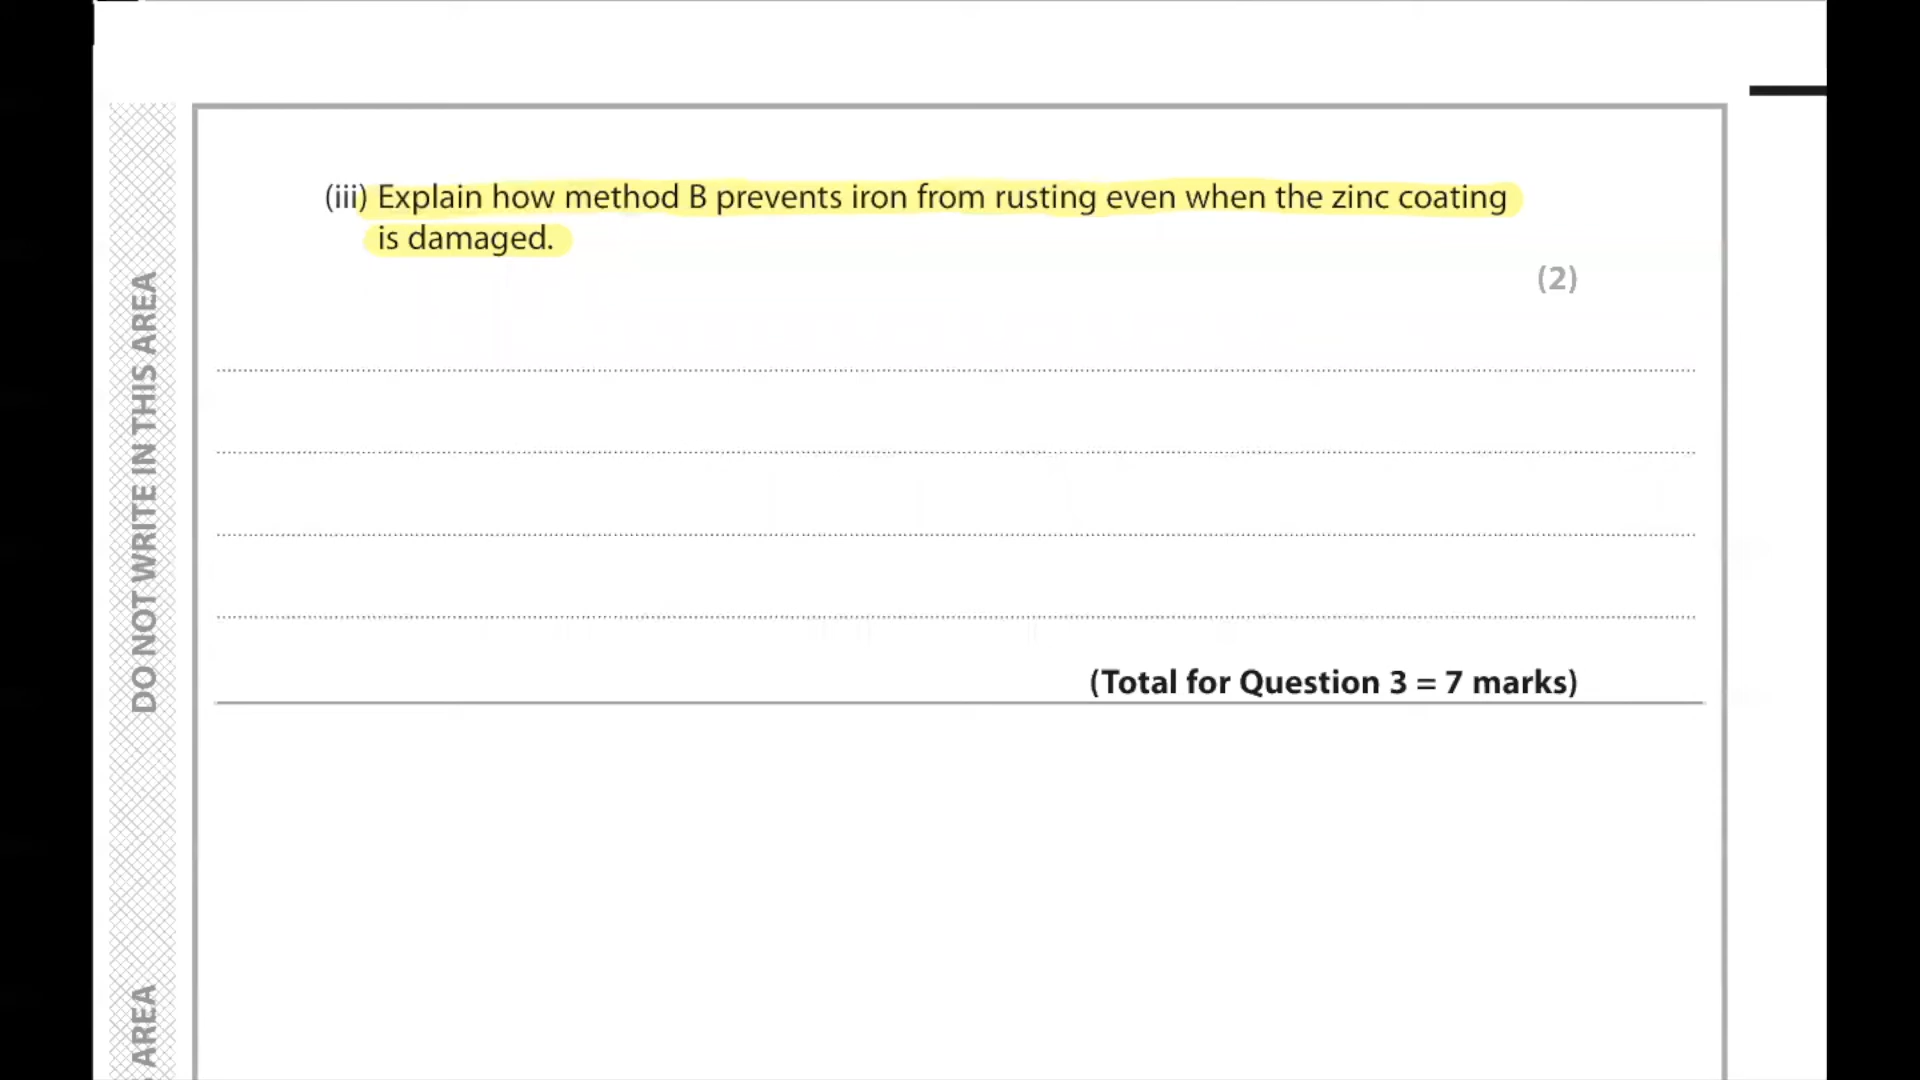 (iii) Explain how method B prevents iron from rusting even when the zinc coating
is damaged.
(2)
(Total for Question 3 = 7 marks)
DO NOT WRITE IN THIS AREA
AREA